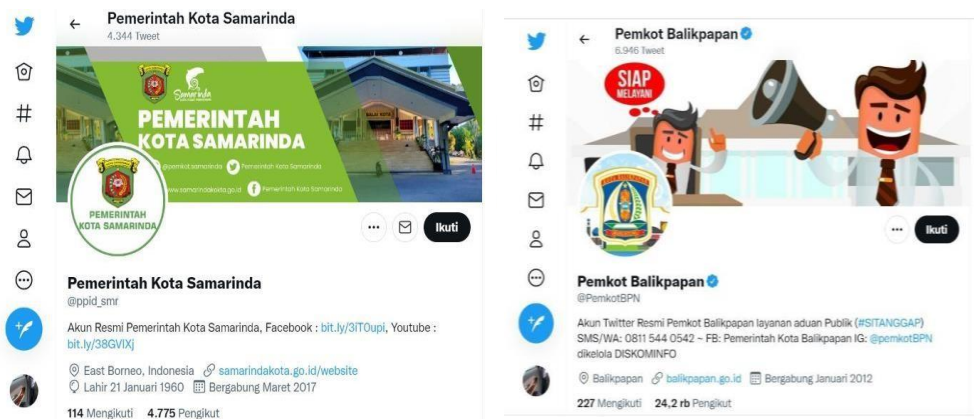 Pemerintah Kota Samarinda
4.344 Tweet
Samarinda
PEMERINTAH
KOTA SAMARINDA
@pemkot.samarinda Pemerintah Kota Samarinda
www.samarindakota.go.id Pemerintah Kota Samarinda
PEMERINTAH
KOTA SAMARINDA
Ikuti
Pemerintah Kota Samarinda
@ppid_smr
Akun Resmi Pemerintah Kota Samarinda, Facebook : bit.ly/3iT0upi, Youtube :
bit.ly/38GVIXj
East Borneo, Indonesia samarindakota.go.id/website
Lahir 21 Januari 1960 Bergabung Maret 2017
114 Mengikuti 4.775 Pengikut
Pemkot Balikpapan
6.946 Tweet
SIAP
MELAYANI
Ikuti
Pemkot Balikpapan
@PemkotBPN
Akun Twitter Resmi Pemkot Balikpapan layanan aduan Publik (#SITANGGAP)
SMS/WA: 0811 544 0542 ~ FB: Pemerintah Kota Balikpapan IG: @pemkotBPN
dikelola DISKOMINFO
Balikpapan balikpapan.go.id Bergabung Januari 2012
227 Mengikuti 24,2 rb Pengikut